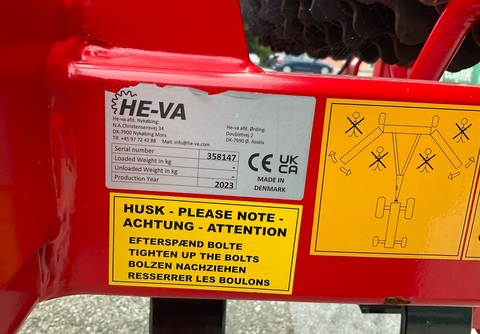 HE-VA
He-va afd. Nykøbing:
N.A.Christensensvej 34
DK-7900 Nykøbing Mors
Tlf. +45 97 72 42 88 Mail: info@he-va.com
He-va afd. Ørding:
Doubletvej 2
DK-7990 Ø. Assels
Serial number 358147
Loaded Weight in kg -
Unloaded Weight in kg -
Production Year 2023
CE UK
CA
MADE IN
DENMARK
HUSK - PLEASE NOTE -
ACHTUNG - ATTENTION
EFTERSPÆND BOLTE
TIGHTEN UP THE BOLTS
BOLZEN NACHZIEHEN
RESSERRER LES BOULONS